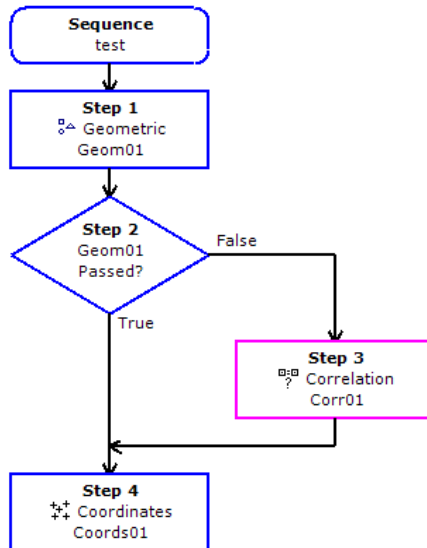 Sequence
test
Step 1
Geometric
Geom01
Step 2
Geom01
Passed?
False
True
Step 3
Correlation
Corr01
Step 4
Coordinates
Coords01